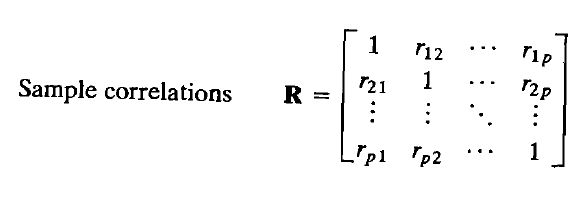 1 r12 ⋯ r1p
Sample correlations R = r21 1 ⋯ r2p
⋮ ⋮ ⋱ ⋮
rp1 rp2 ⋯ 1